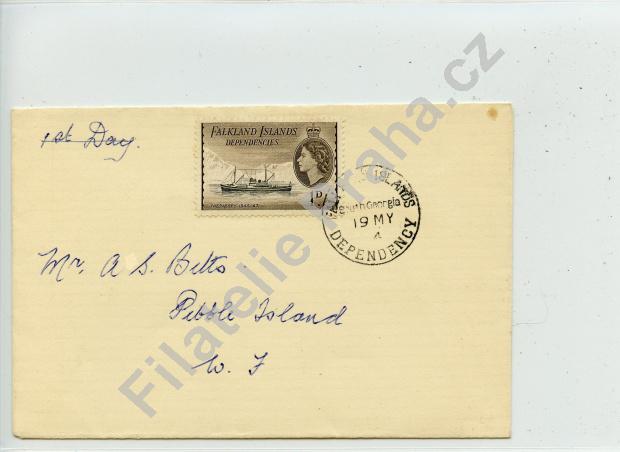 1st Day.
FALKLAND ISLANDS
DEPENDENCIES
1D
ISLANDS
South Georgia
19 MY
4
DEPENDENCY
Mr. A S. Betts.
Pebble Island
W. F
Filatelie Praha.cz